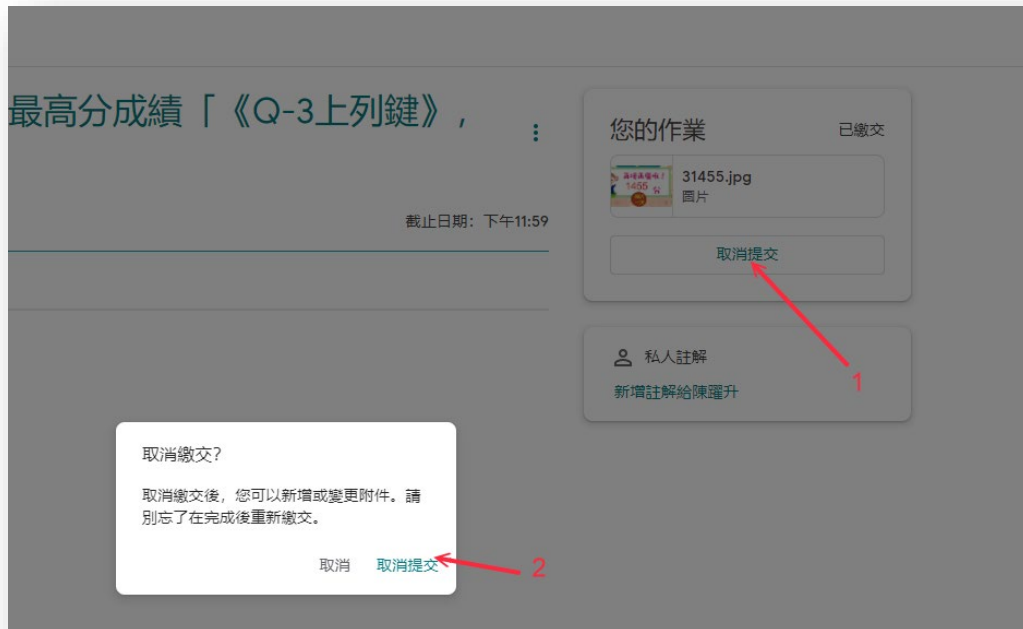 最高分成績「《Q-3上列鍵》,
截止日期: 下午11:59
您的作業
已繳交
1455
31455.jpg
圖片
取消提交
1
私人註解
新增註解給陳躍升
取消繳交?
取消繳交後, 您可以新增或變更附件。請
別忘了在完成後重新繳交。
取消 取消提交
2